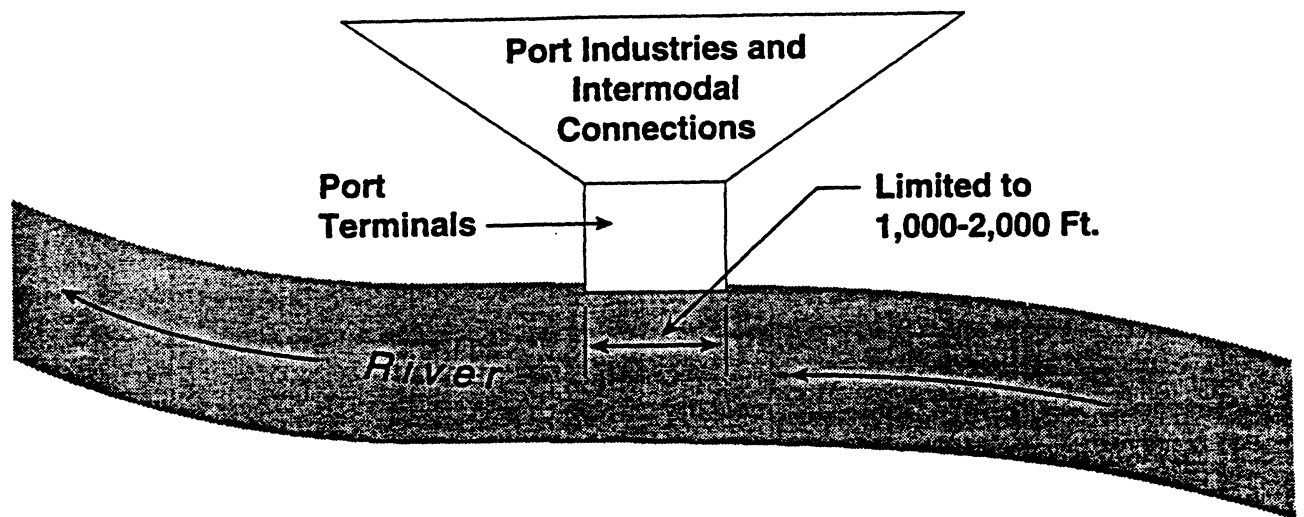 Port Industries and
Intermodal
Connections
Port
Terminals
Limited to
1,000-2,000 Ft.
River